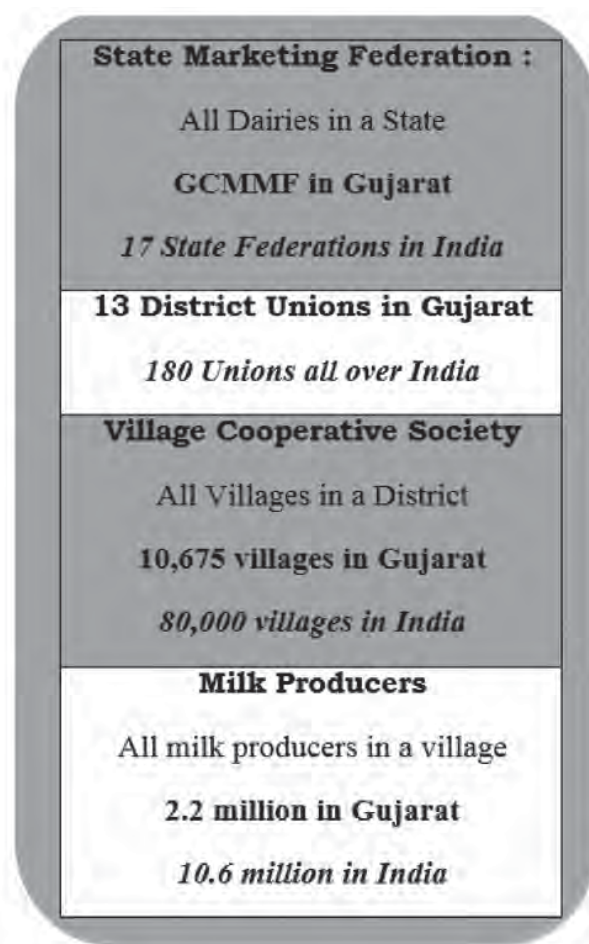 State Marketing Federation :
All Dairies in a State
GCMMF in Gujarat
17 State Federations in India
13 District Unions in Gujarat
180 Unions all over India
Village Cooperative Society
All Villages in a District
10,675 villages in Gujarat
80,000 villages in India
Milk Producers
All milk producers in a village
2.2 million in Gujarat
10.6 million in India